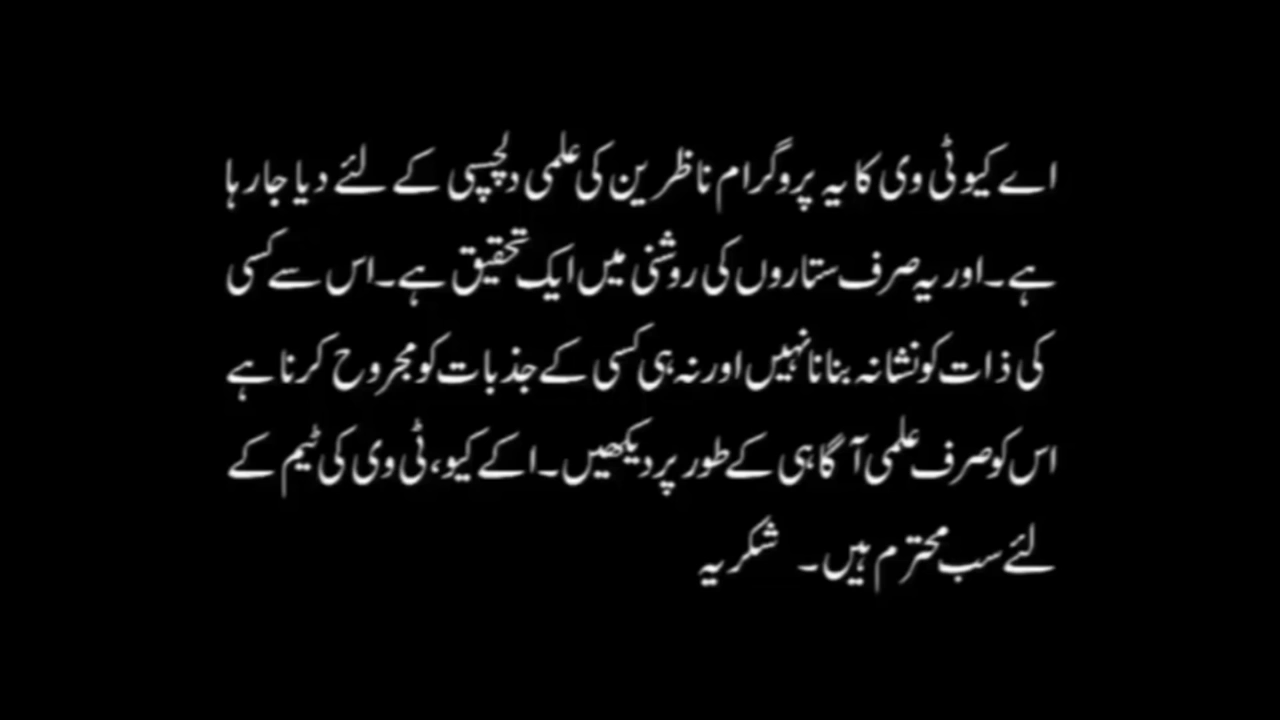 اے کیو ٹی وی کا یہ پروگرام ناظرین کی علمی دلچسپی کے لئے دیا جا رہا
ہے۔ اور یہ صرف ستاروں کی روشنی میں ایک تحقیق ہے۔ اس سے کسی
کی ذات کو نشانہ بنانا نہیں اور نہ ہی کسی کے جذبات کو مجروح کرنا ہے
اس کو صرف علمی آگاہی کے طور پر دیکھیں۔ اکے کیو، ٹی وی کی ٹیم کے
لئے سب محترم ہیں۔ شکریہ